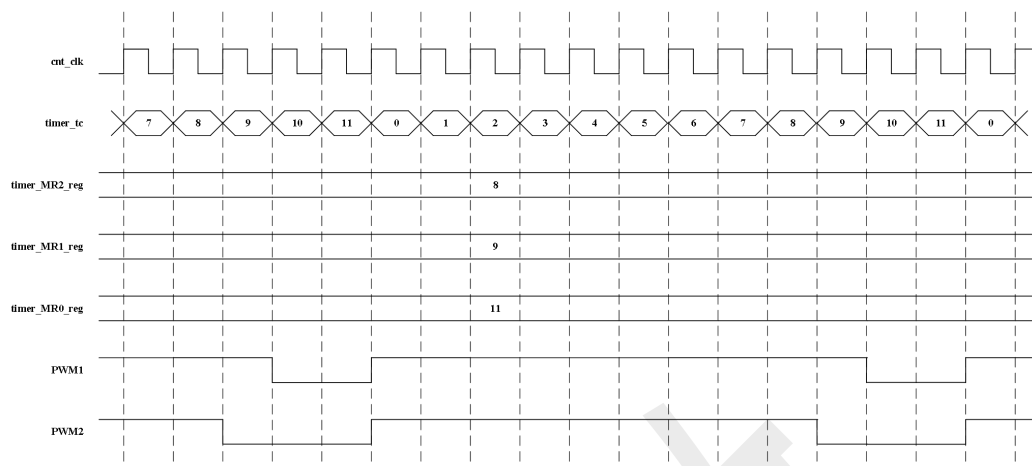 cnt_clk
timer_tc 7 8 9 10 11 0 1 2 3 4 5 6 7 8 9 10 11 0
timer_MR2_reg 8
timer_MR1_reg 9
timer_MR0_reg 11
PWM1
PWM2